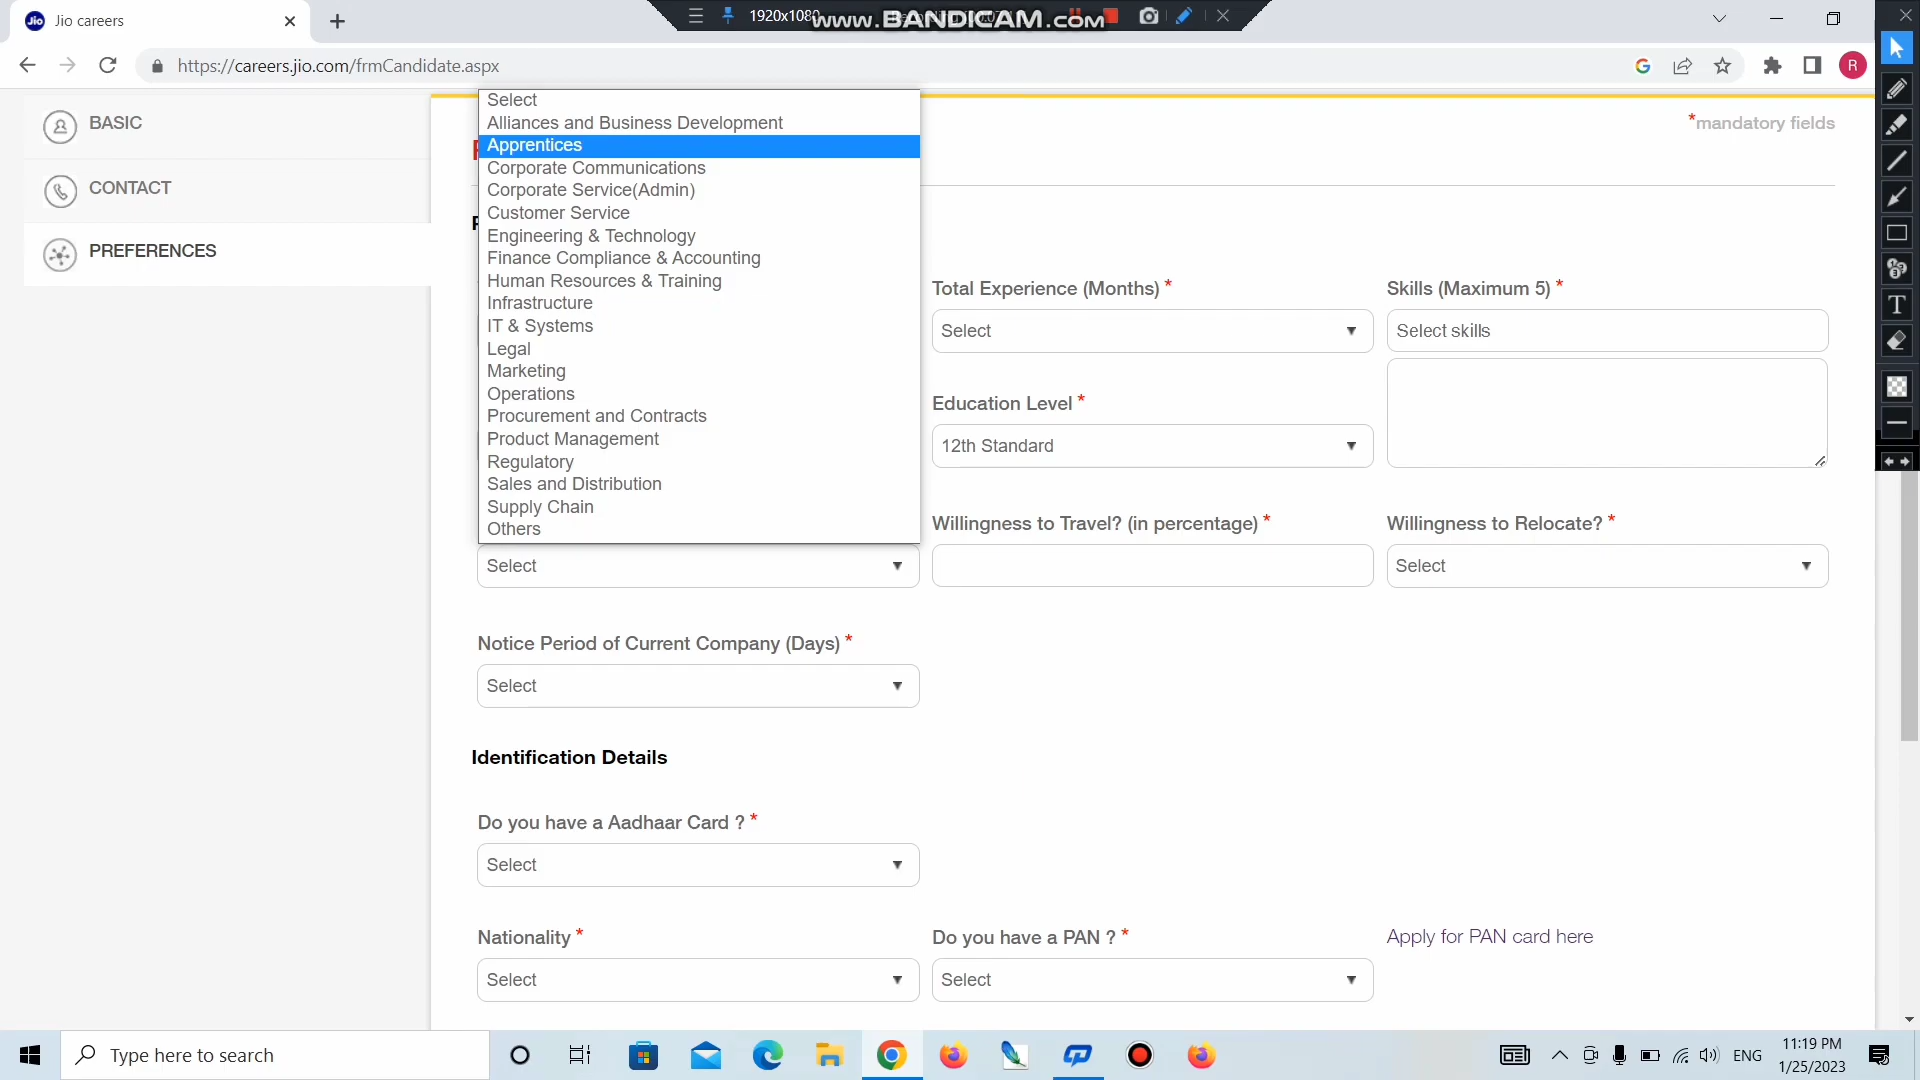 Jio careers
1920x1080
www.BANDICAM.com
https://careers.jio.com/frmCandidate.aspx
R
BASIC
CONTACT
PREFERENCES
*mandatory fields
Select
Alliances and Business Development
Apprentices
Corporate Communications
Corporate Service(Admin)
Customer Service
Engineering & Technology
Finance Compliance & Accounting
Human Resources & Training
Infrastructure
IT & Systems
Legal
Marketing
Operations
Procurement and Contracts
Product Management
Regulatory
Sales and Distribution
Supply Chain
Others
Total Experience (Months) *
Skills (Maximum 5) *
Select
Select skills
Education Level *
12th Standard
Willingness to Travel? (in percentage) *
Willingness to Relocate? *
Select
Select
Notice Period of Current Company (Days) *
Select
Identification Details
Do you have a Aadhaar Card ? *
Select
Nationality *
Do you have a PAN ? *
Apply for PAN card here
Select
Select
Type here to search
ENG
11:19 PM
1/25/2023